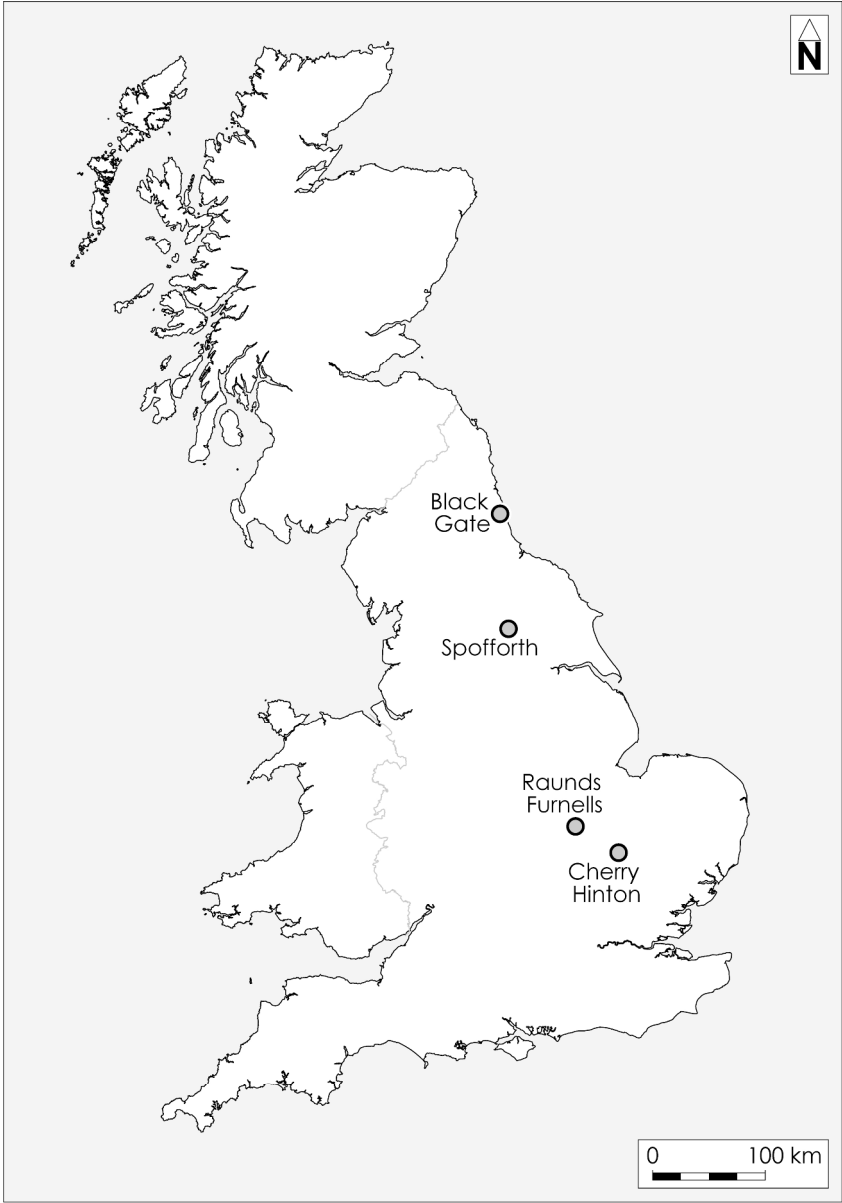 N
Black
Gate
Spofforth
Raunds
Furnells
Cherry
Hinton
0 100 km